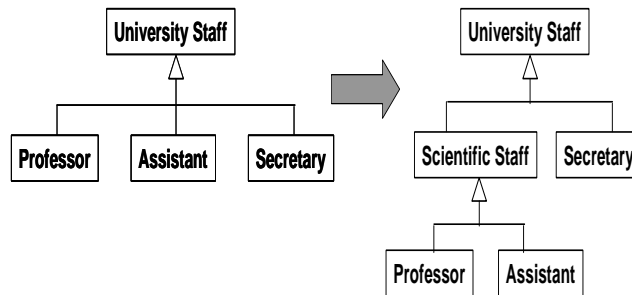 University Staff
Professor
Assistant
Secretary
University Staff
Scientific Staff
Secretary
Professor
Assistant